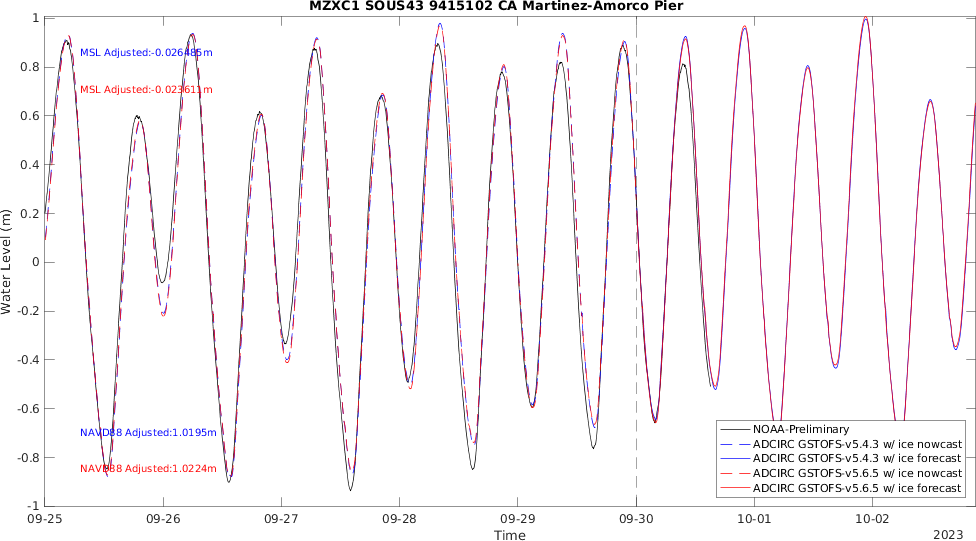 MZXC1 SOUS43 9415102 CA Martinez-Amorco Pier
1
0.8
0.6
0.4
0.2
0
-0.2
-0.4
-0.6
-0.8
-1
Water Level (m)
MSL Adjusted:-0.026485m
MSL Adjusted:-0.023611m
NAVD88 Adjusted:1.0195m
NAVD88 Adjusted:1.0224m
NOAA-Preliminary
ADCIRC GSTOFS-v5.4.3 w/ ice nowcast
ADCIRC GSTOFS-v5.4.3 w/ ice forecast
ADCIRC GSTOFS-v5.6.5 w/ ice nowcast
ADCIRC GSTOFS-v5.6.5 w/ ice forecast
09-25 09-26 09-27 09-28 09-29 09-30 10-01 10-02
Time
2023